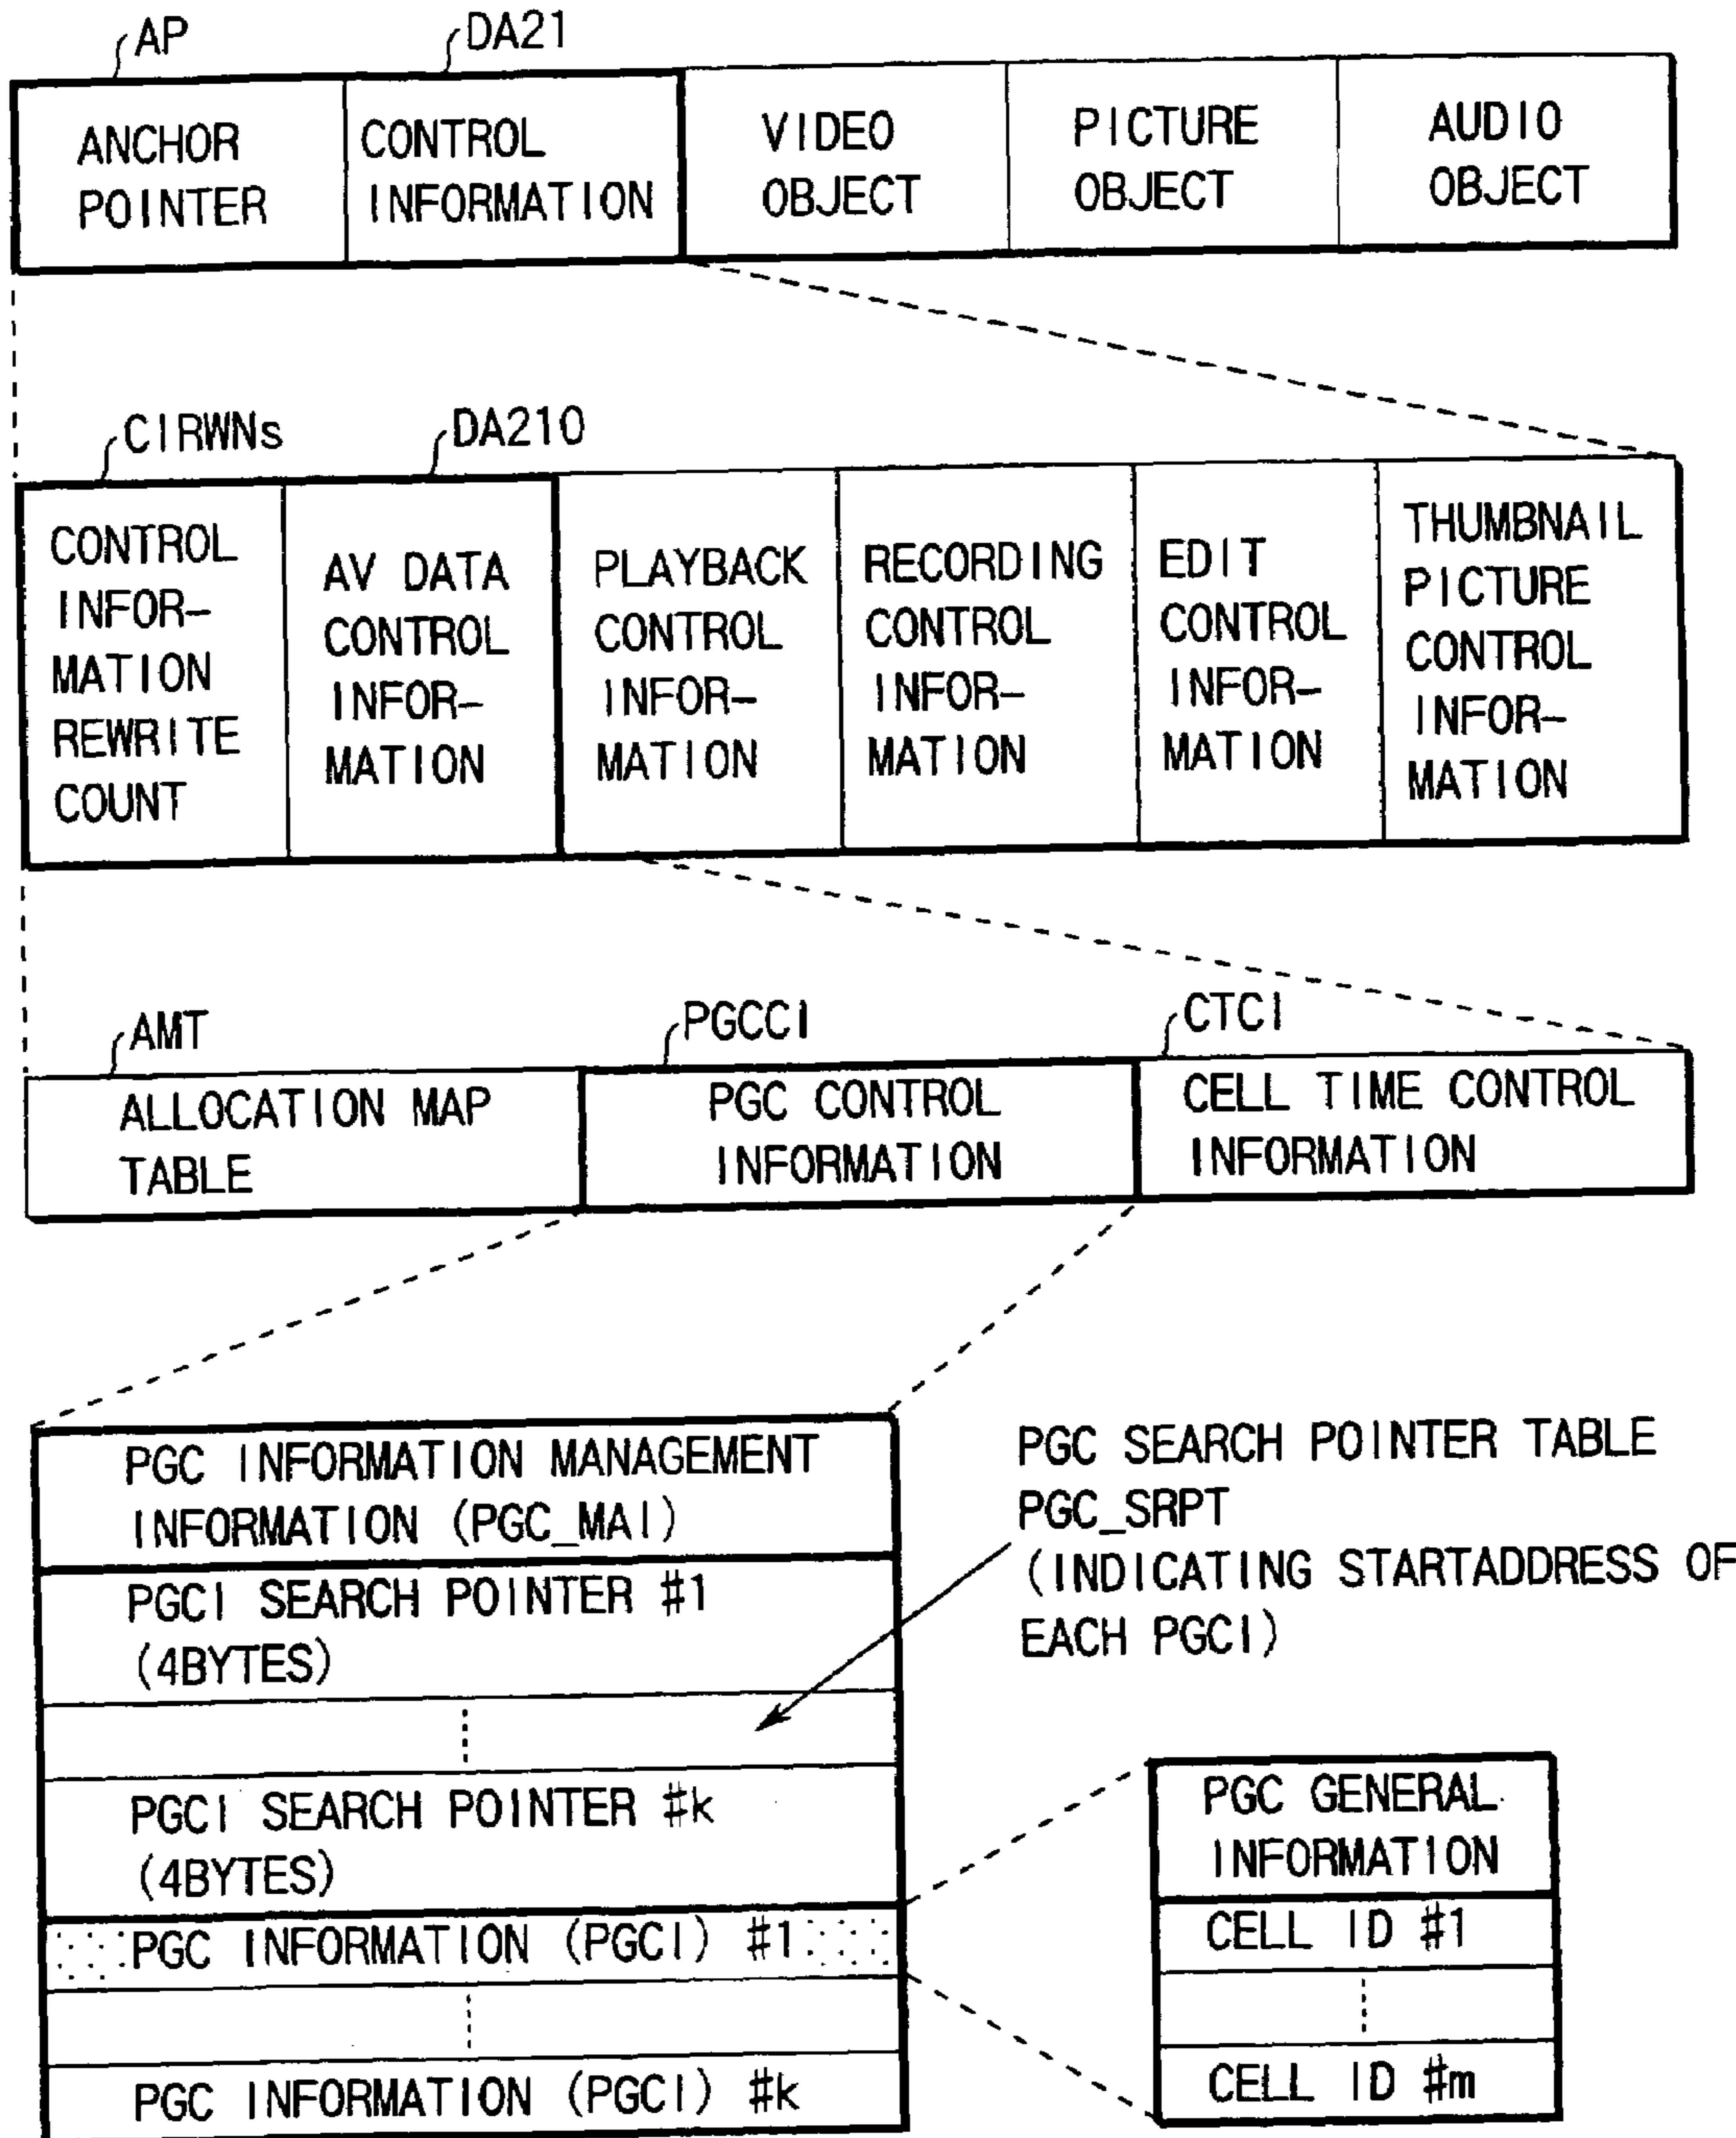 AP
DA21
ANCHOR
POINTER
CONTROL
INFORMATION
VIDEO
OBJECT
PICTURE
OBJECT
AUDIO
OBJECT
CIRWNs
DA210
CONTROL
INFOR-
MATION
REWRITE
COUNT
AV DATA
CONTROL
INFOR-
MATION
PLAYBACK
CONTROL
INFOR-
MATION
RECORDING
CONTROL
INFOR-
MATION
EDIT
CONTROL
INFOR-
MATION
THUMBNAIL
PICTURE
CONTROL
INFOR-
MATION
AMT
PGCCI
CTCI
ALLOCATION MAP
TABLE
PGC CONTROL
INFORMATION
CELL TIME CONTROL
INFORMATION
PGC INFORMATION MANAGEMENT
INFORMATION (PGC_MAI)
PGCI SEARCH POINTER #1
(4BYTES)
PGCI SEARCH POINTER #k
(4BYTES)
PGC INFORMATION (PGCI) #1
PGC INFORMATION (PGCI) #k
PGC SEARCH POINTER TABLE
PGC_SRPT
(INDICATING STARTADDRESS OF
EACH PGCI)
PGC GENERAL
INFORMATION
CELL ID #1
CELL ID #m